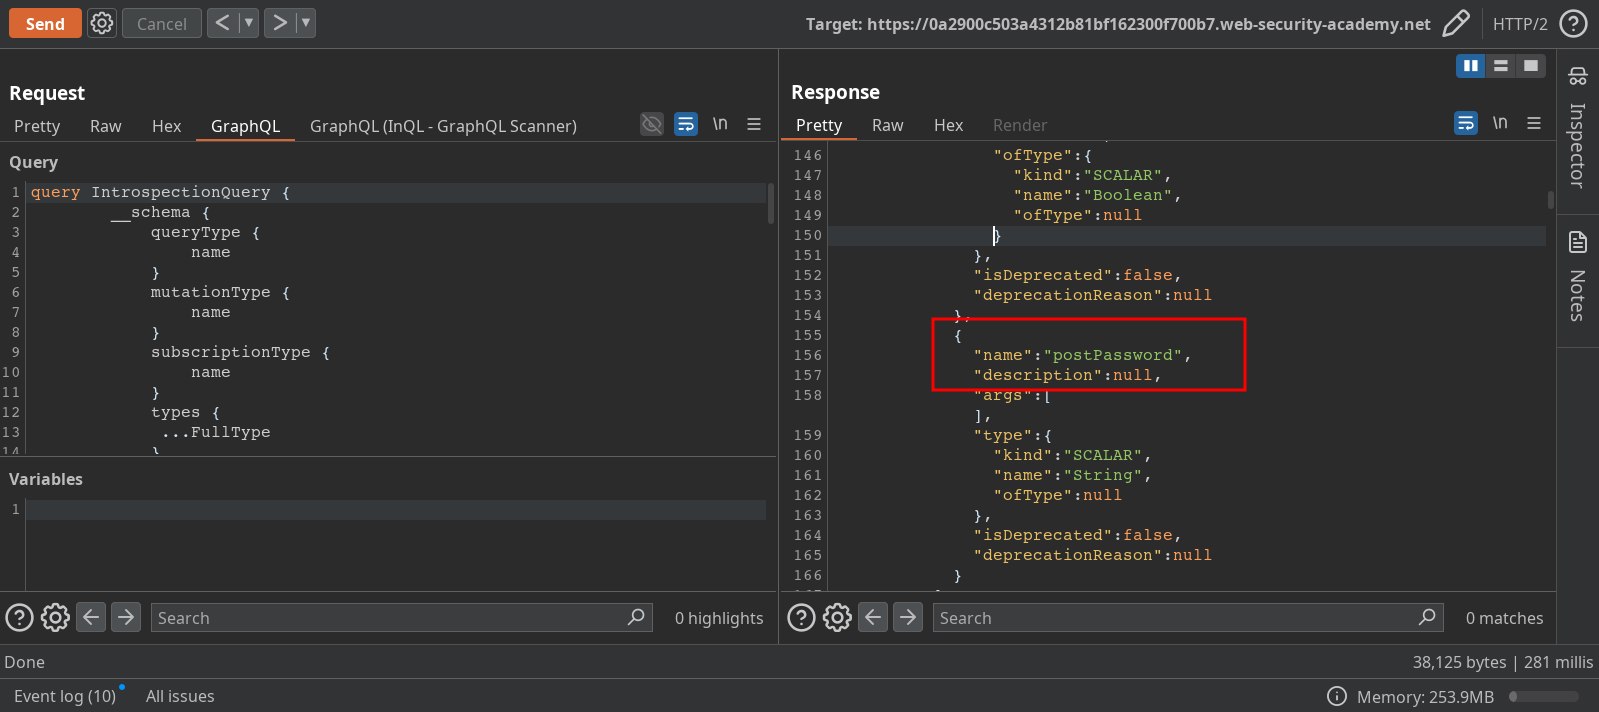 Send
Cancel
Target: https://0a2900c503a4312b81bf162300f700b7.web-security-academy.net
HTTP/2
Request
Pretty Raw Hex GraphQL GraphQL (InQL - GraphQL Scanner) \n
Query
1 query IntrospectionQuery {
2 __schema {
3 queryType {
4 name
5 }
6 mutationType {
7 name
8 }
9 subscriptionType {
10 name
11 }
12 types {
13 ...FullType
14 }
Variables
1
Search
0 highlights
Response
Pretty Raw Hex Render \n
146 "ofType":{
147 "kind":"SCALAR",
148 "name":"Boolean",
149 "ofType":null
150 }
151 },
152 "isDeprecated":false,
153 "deprecationReason":null
154 },
155 {
156 "name":"postPassword",
157 "description":null,
158 "args":[
],
159 "type":{
160 "kind":"SCALAR",
161 "name":"String",
162 "ofType":null
163 },
164 "isDeprecated":false,
165 "deprecationReason":null
166 }
Search
0 matches
Inspector
Notes
Done
38,125 bytes | 281 millis
Event log (10)
All issues
Memory: 253.9MB